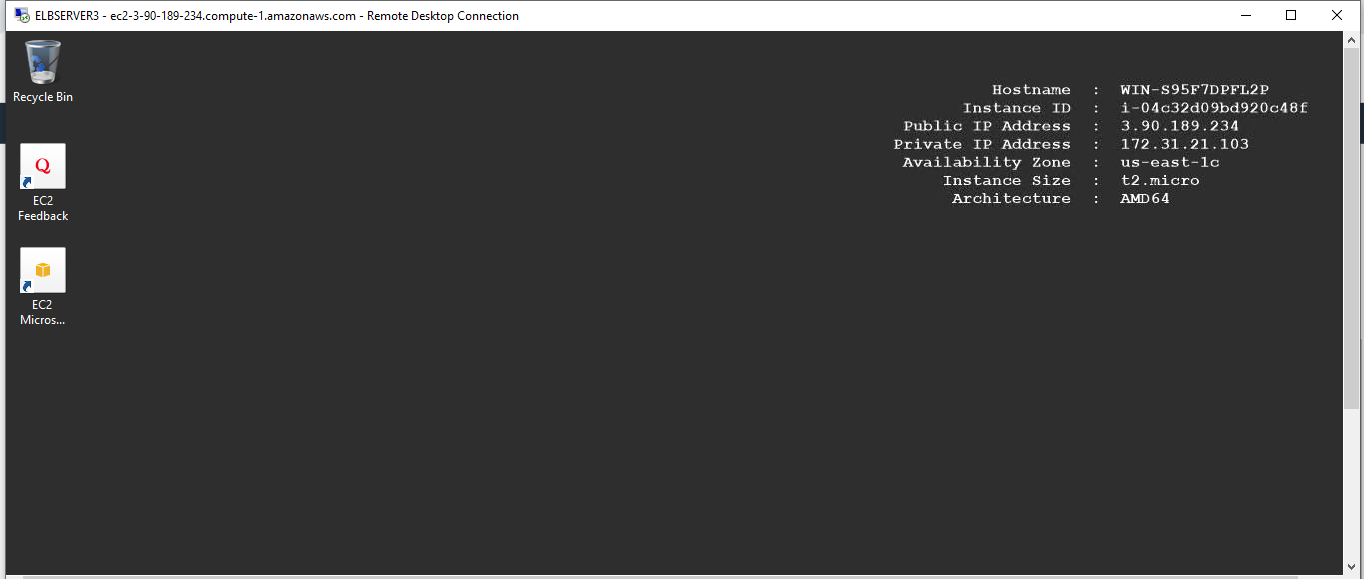 ELBSERVER3 - ec2-3-90-189-234.compute-1.amazonaws.com - Remote Desktop Connection
Recycle Bin
Q
EC2
Feedback
EC2
Micros...
Hostname : WIN-S95F7DPFL2P
Instance ID : i-04c32d09bd920c48f
Public IP Address : 3.90.189.234
Private IP Address : 172.31.21.103
Availability Zone : us-east-1c
Instance Size : t2.micro
Architecture : AMD64